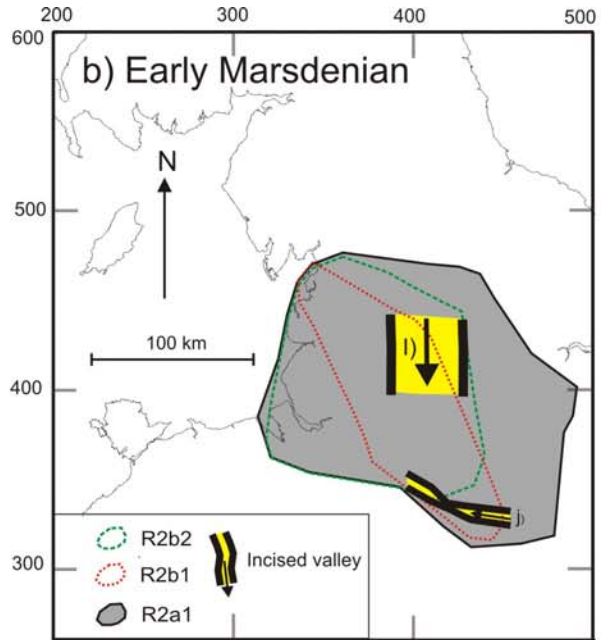 200 300 400 500
600
b) Early Marsdenian
N
500
l)
100 km
400
j)
R2b2
R2b1
Incised valley
300
R2a1